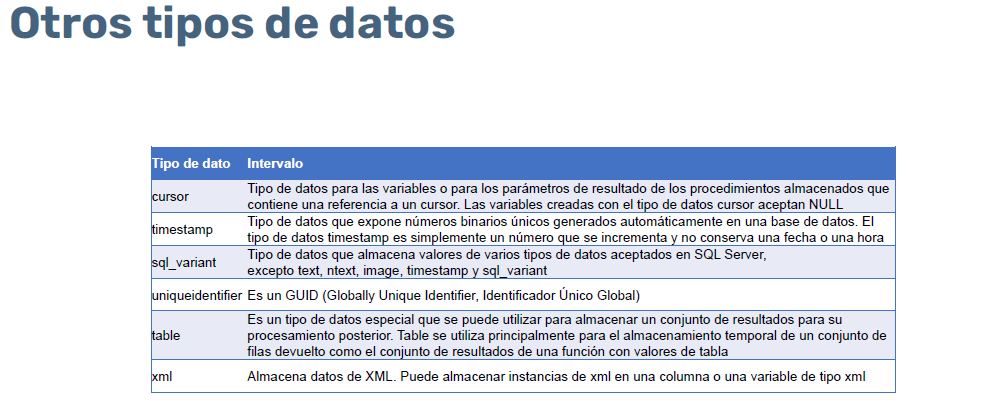 Otros tipos de datos
Tipo de dato Intervalo
cursor Tipo de datos para las variables o para los parámetros de resultado de los procedimientos almacenados que
contiene una referencia a un cursor. Las variables creadas con el tipo de datos cursor aceptan NULL
timestamp Tipo de datos que expone números binarios únicos generados automáticamente en una base de datos. El
tipo de datos timestamp es simplemente un número que se incrementa y no conserva una fecha o una hora
sql_variant Tipo de datos que almacena valores de varios tipos de datos aceptados en SQL Server,
excepto text, ntext, image, timestamp y sql_variant
uniqueidentifier Es un GUID (Globally Unique Identifier, Identificador Único Global)
table Es un tipo de datos especial que se puede utilizar para almacenar un conjunto de resultados para su
procesamiento posterior. Table se utiliza principalmente para el almacenamiento temporal de un conjunto de
filas devuelto como el conjunto de resultados de una función con valores de tabla
xml Almacena datos de XML. Puede almacenar instancias de xml en una columna o una variable de tipo xml